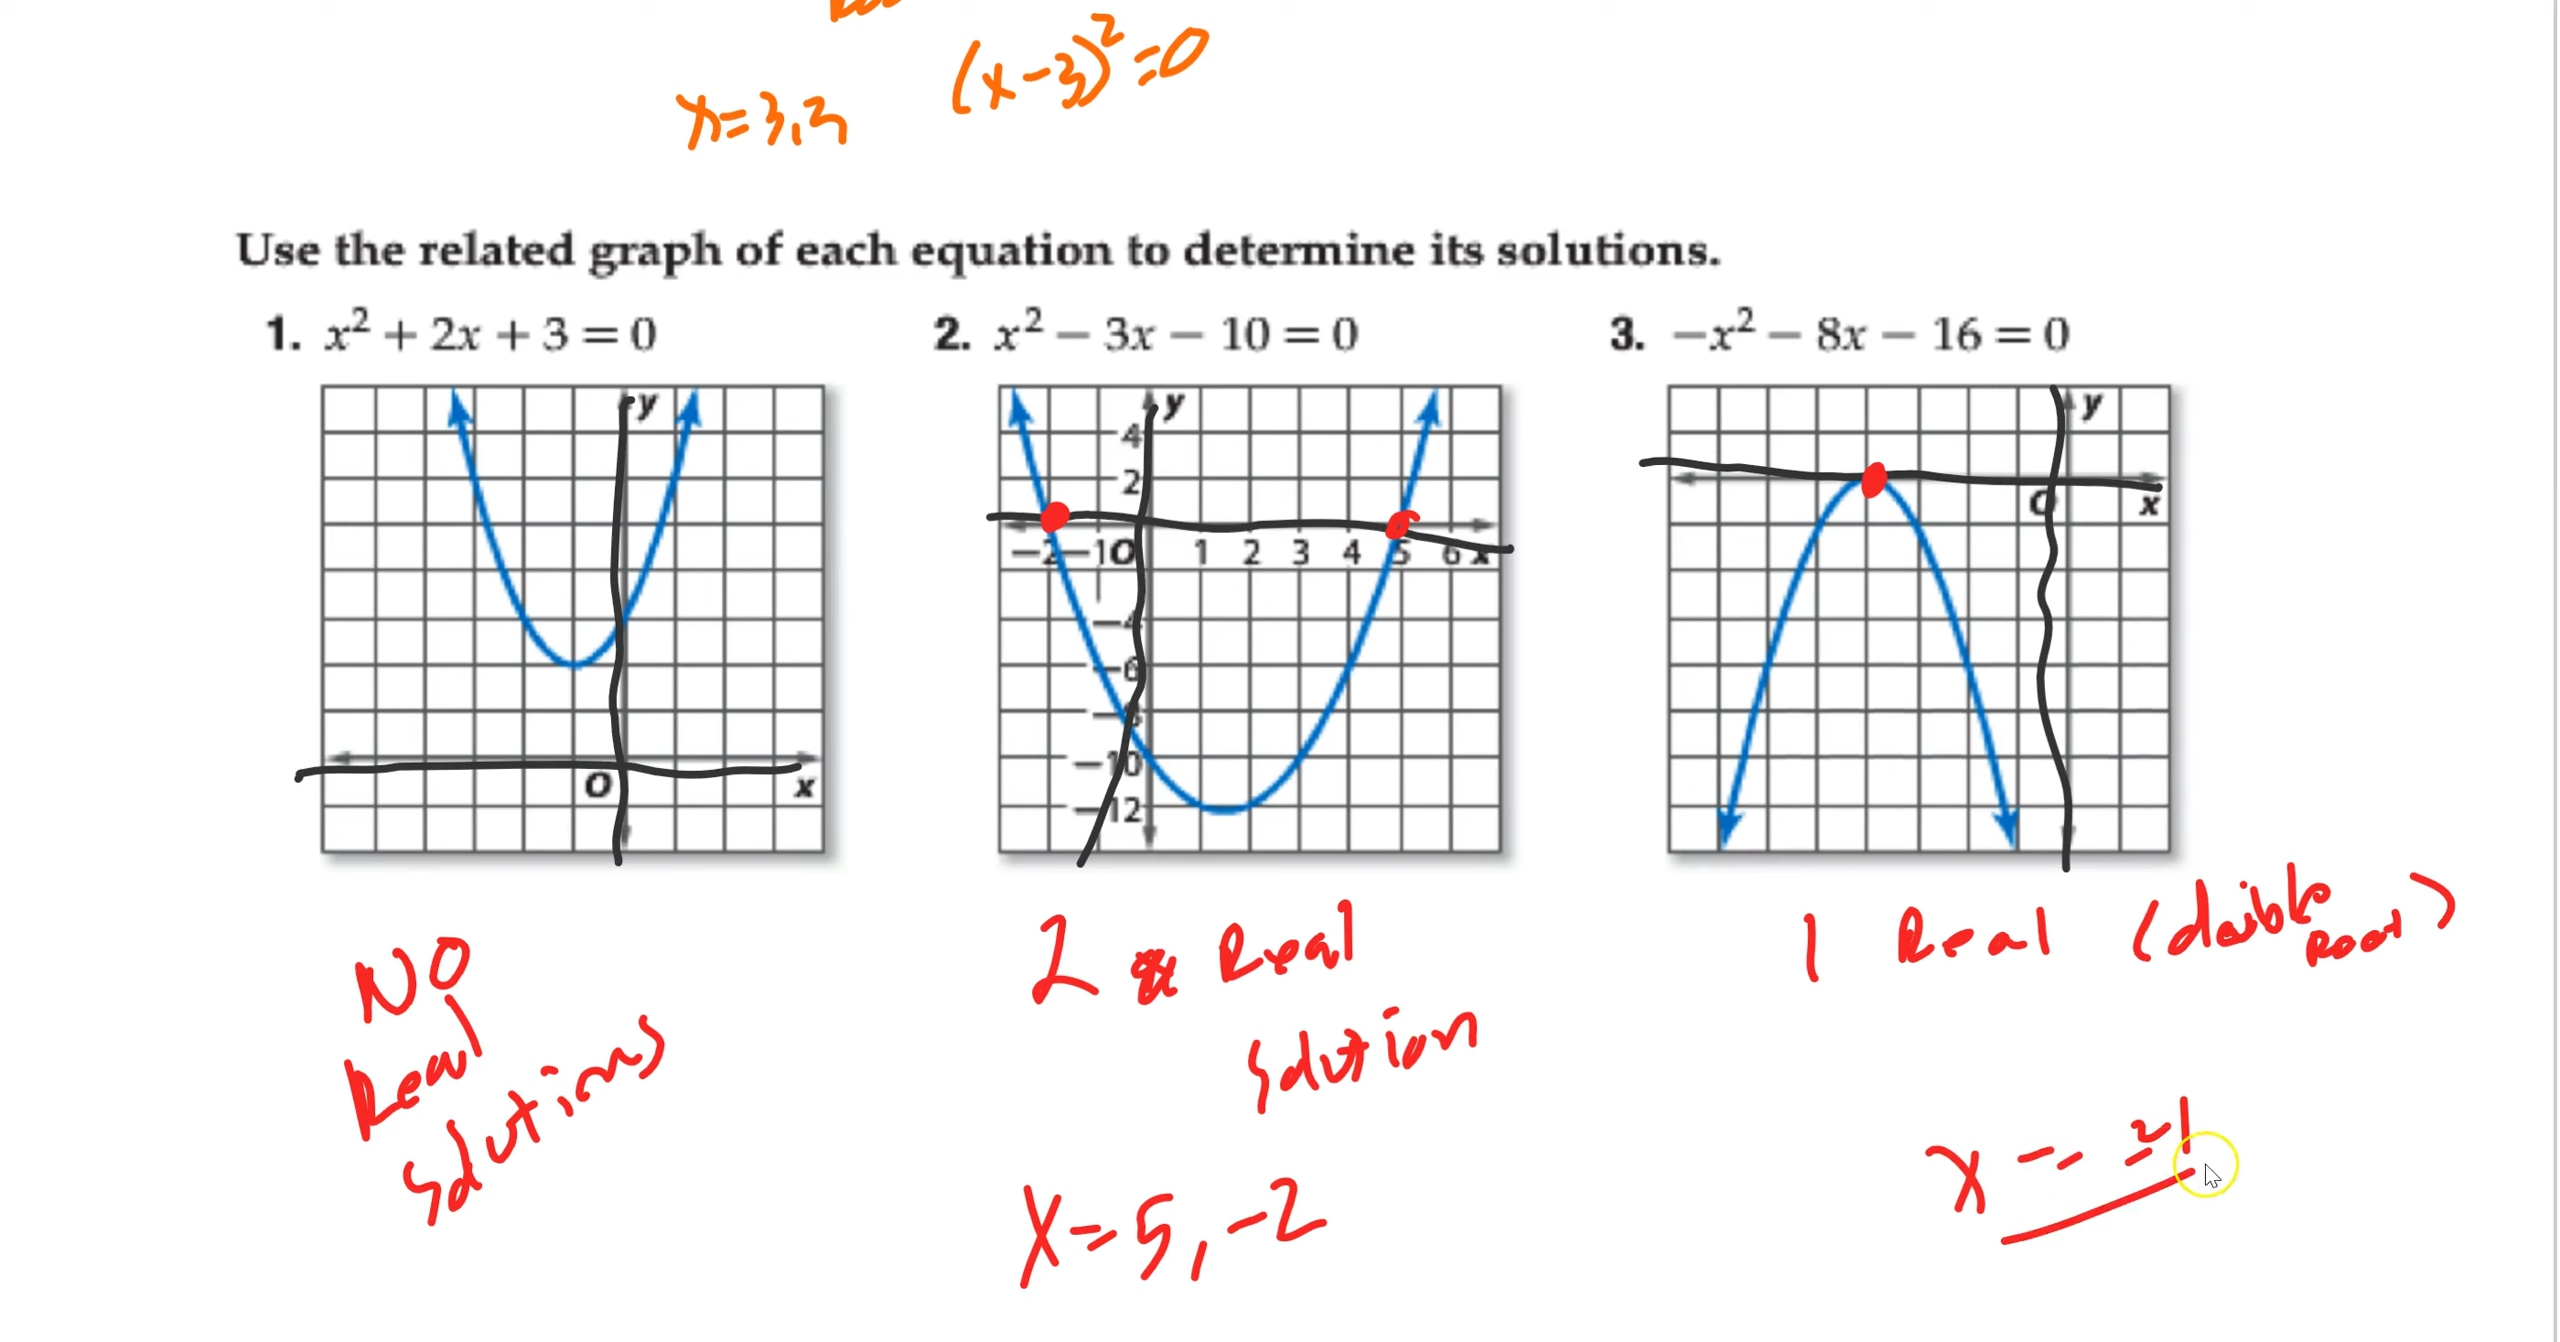 (x-3)²=0
x=3,3
Use the related graph of each equation to determine its solutions.
1. x² + 2x + 3 = 0
2. x² − 3x − 10 = 0
3. −x² − 8x − 16 = 0
y
O
x
y
4
2
−2 −1 O 1 2 3 4 5 6 x
−4
−6
−8
−10
−12
y
O
x
NO
Real
Solutions
2 Real
Solution
X=5,-2
1 Real (double
Root)
x =